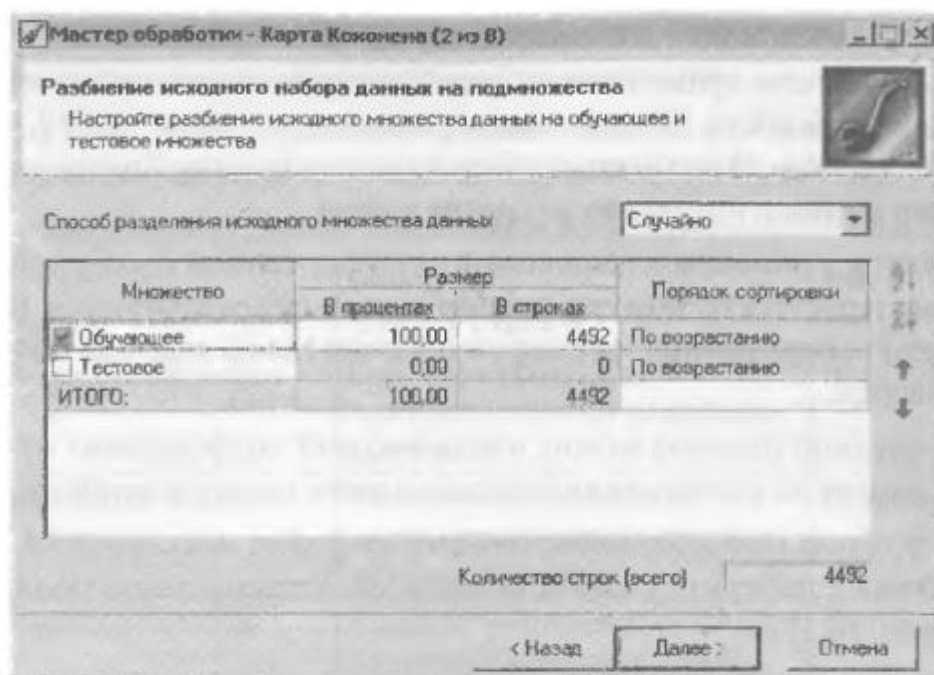 Мастер обработки - Карта Кохонена (2 из 8)
Разбиение исходного набора данных на подмножества
Настройте разбиение исходного множества данных на обучающее и
тестовое множества
Способ разделения исходного множества данных Случайно
Множество Размер Порядок сортировки
В процентах В строках
Обучающее 100,00 4492 По возрастанию
Тестовое 0,00 0 По возрастанию
ИТОГО: 100,00 4492
Количество строк (всего) 4492
< Назад Далее > Отмена